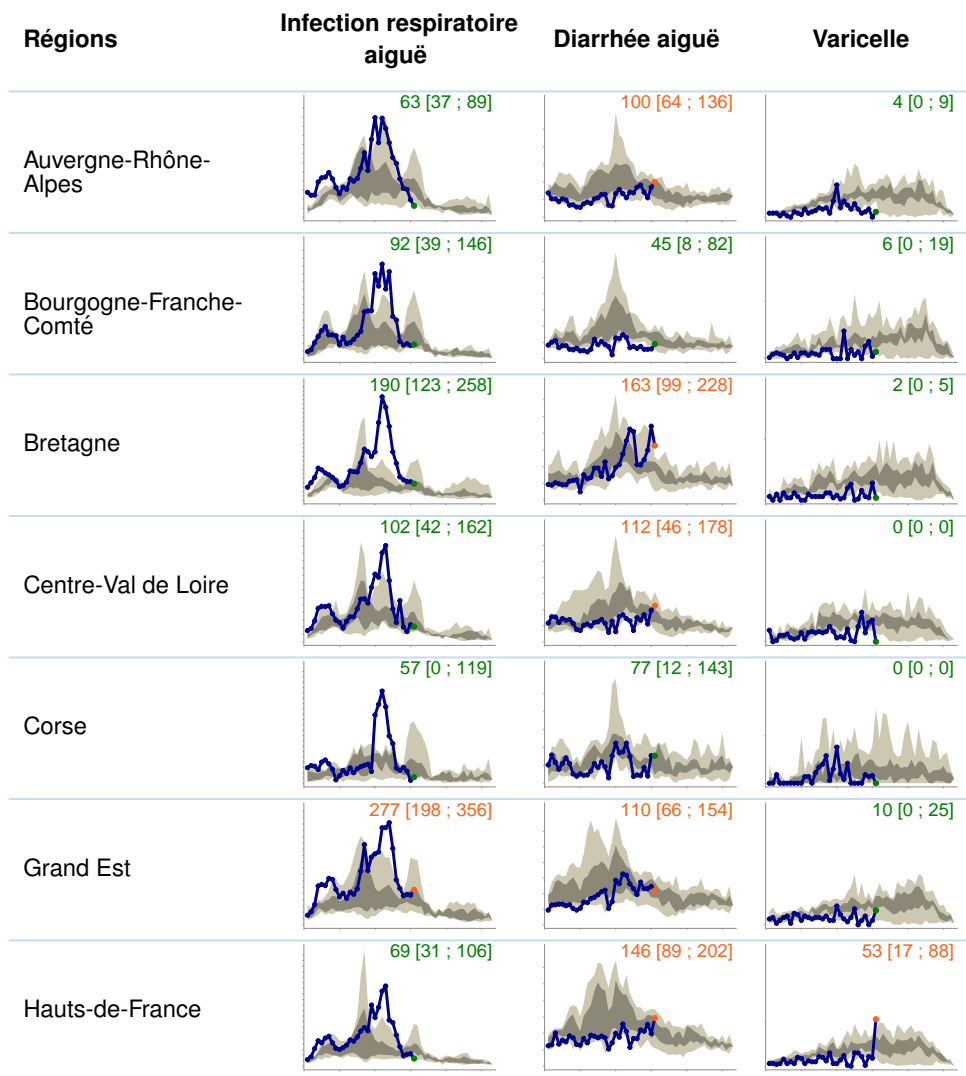 Régions
Infection respiratoire
aiguë
Diarrhée aiguë
Varicelle
Auvergne-Rhône-
Alpes
63 [37 ; 89]
100 [64 ; 136]
4 [0 ; 9]
Bourgogne-Franche-
Comté
92 [39 ; 146]
45 [8 ; 82]
6 [0 ; 19]
Bretagne
190 [123 ; 258]
163 [99 ; 228]
2 [0 ; 5]
Centre-Val de Loire
102 [42 ; 162]
112 [46 ; 178]
0 [0 ; 0]
Corse
57 [0 ; 119]
77 [12 ; 143]
0 [0 ; 0]
Grand Est
277 [198 ; 356]
110 [66 ; 154]
10 [0 ; 25]
Hauts-de-France
69 [31 ; 106]
146 [89 ; 202]
53 [17 ; 88]